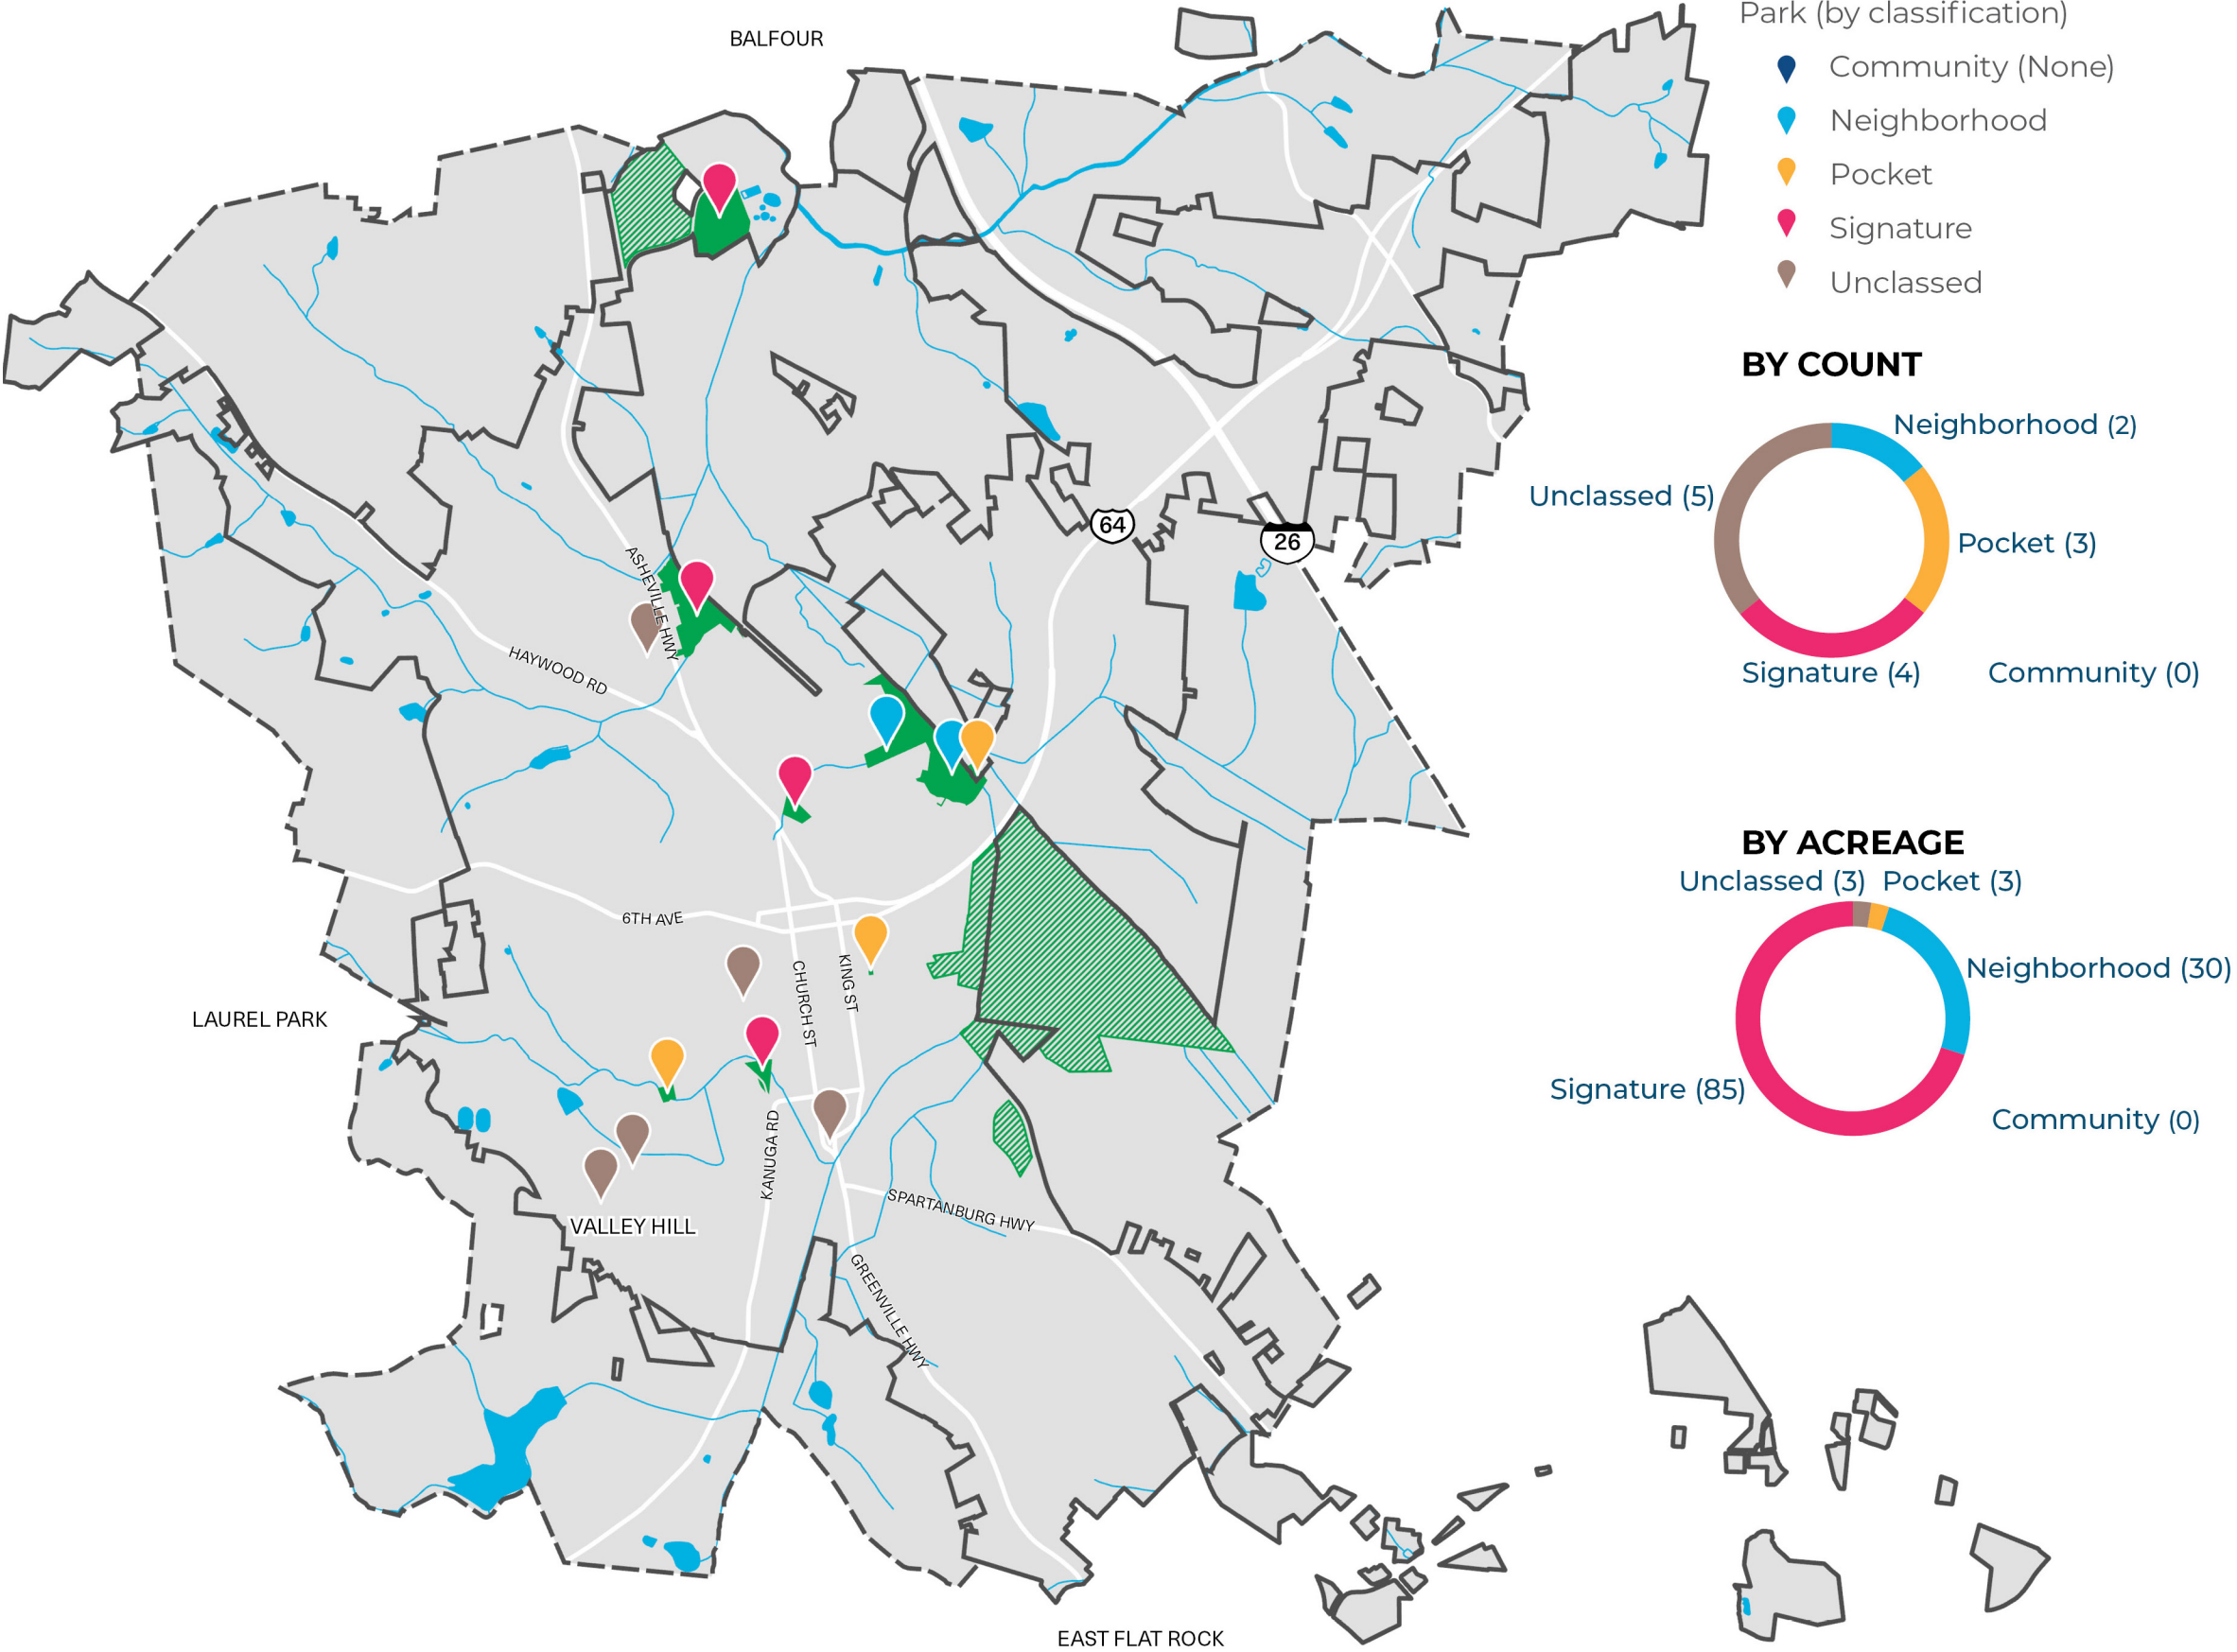 Park (by classification)
Community (None)
Neighborhood
Pocket
Signature
Unclassed
BY COUNT
Neighborhood (2)
Unclassed (5)
Pocket (3)
Signature (4)
Community (0)
BY ACREAGE
Unclassed (3)
Pocket (3)
Neighborhood (30)
Signature (85)
Community (0)
BALFOUR
64
26
ASHEVILLE HWY
HAYWOOD RD
6TH AVE
CHURCH ST
KING ST
LAUREL PARK
KANUGA RD
SPARTANBURG HWY
VALLEY HILL
GREENVILLE HWY
EAST FLAT ROCK